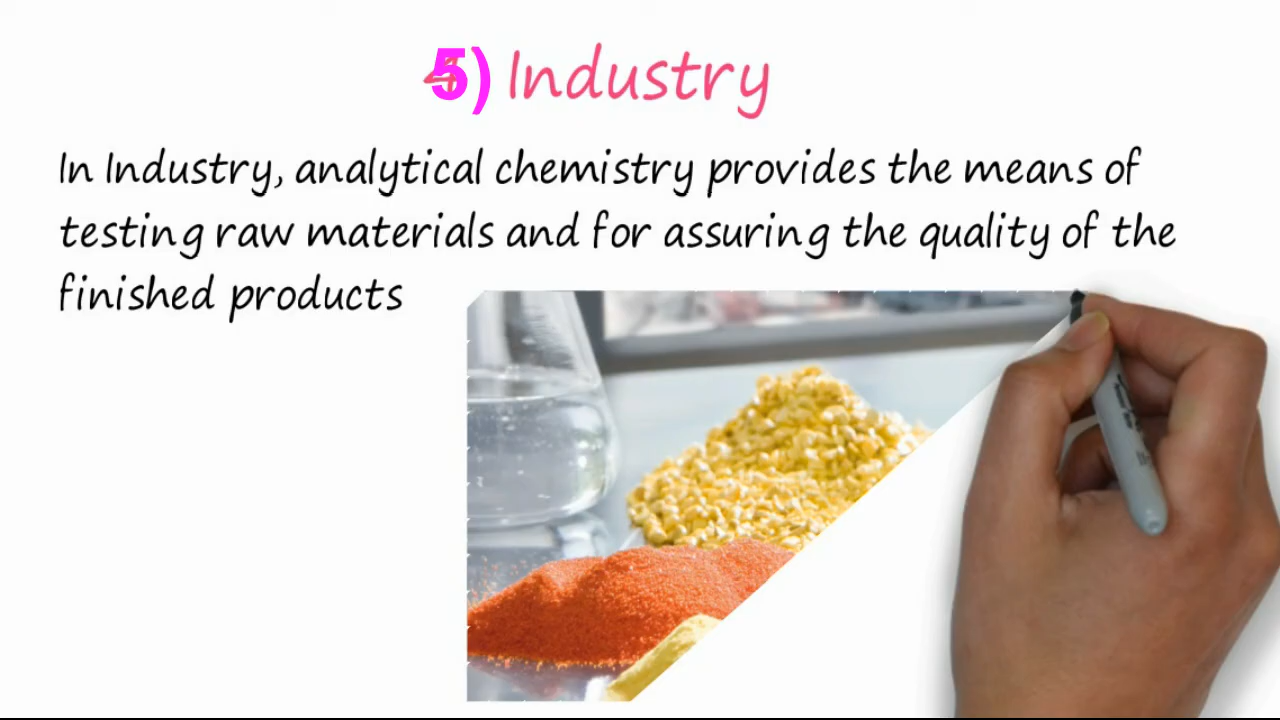 5) Industry
In Industry, analytical chemistry provides the means of
testing raw materials and for assuring the quality of the
finished products